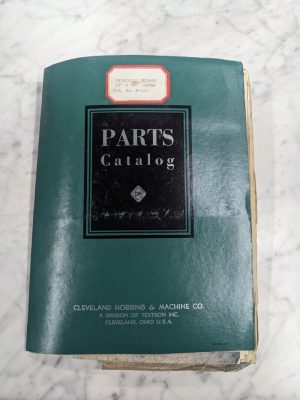 PARTS
Catalog
CLEVELAND HOBBING & MACHINE CO.
A DIVISION OF TEXTRON INC.
CLEVELAND, OHIO U.S.A.